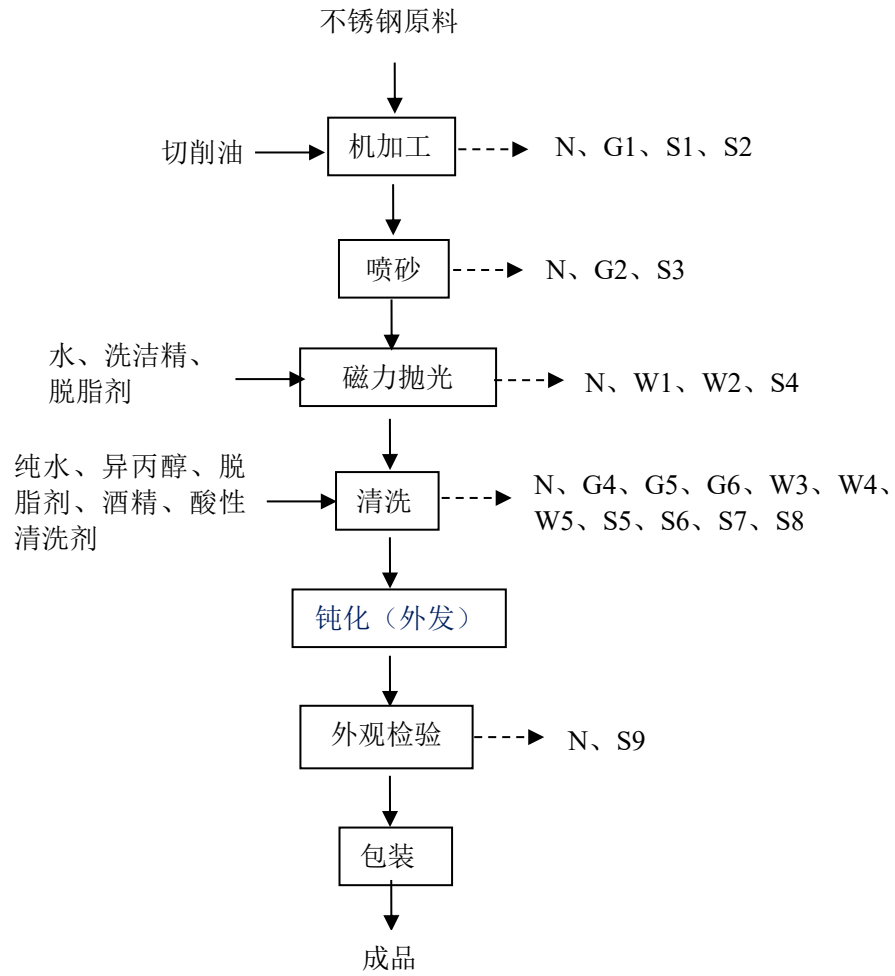 不锈钢原料
切削油
机加工
N、G1、S1、S2
喷砂
N、G2、S3
水、洗洁精、
脱脂剂
磁力抛光
N、W1、W2、S4
纯水、异丙醇、脱
脂剂、酒精、酸性
清洗剂
清洗
N、G4、G5、G6、W3、W4、
W5、S5、S6、S7、S8
钝化（外发）
外观检验
N、S9
包装
成品